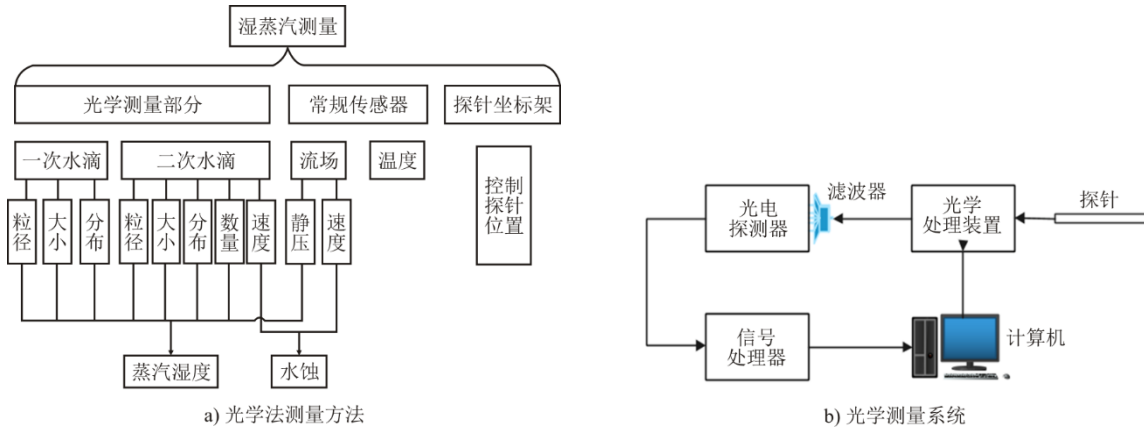 湿蒸汽测量
光学测量部分
常规传感器
探针坐标架
一次水滴
二次水滴
流场
温度
控制
探针
位置
粒径
大小
分布
粒径
大小
分布
数量
速度
静压
速度
蒸汽湿度
水蚀
a) 光学法测量方法
光电
探测器
滤波器
光学
处理装置
探针
信号
处理器
计算机
b) 光学测量系统